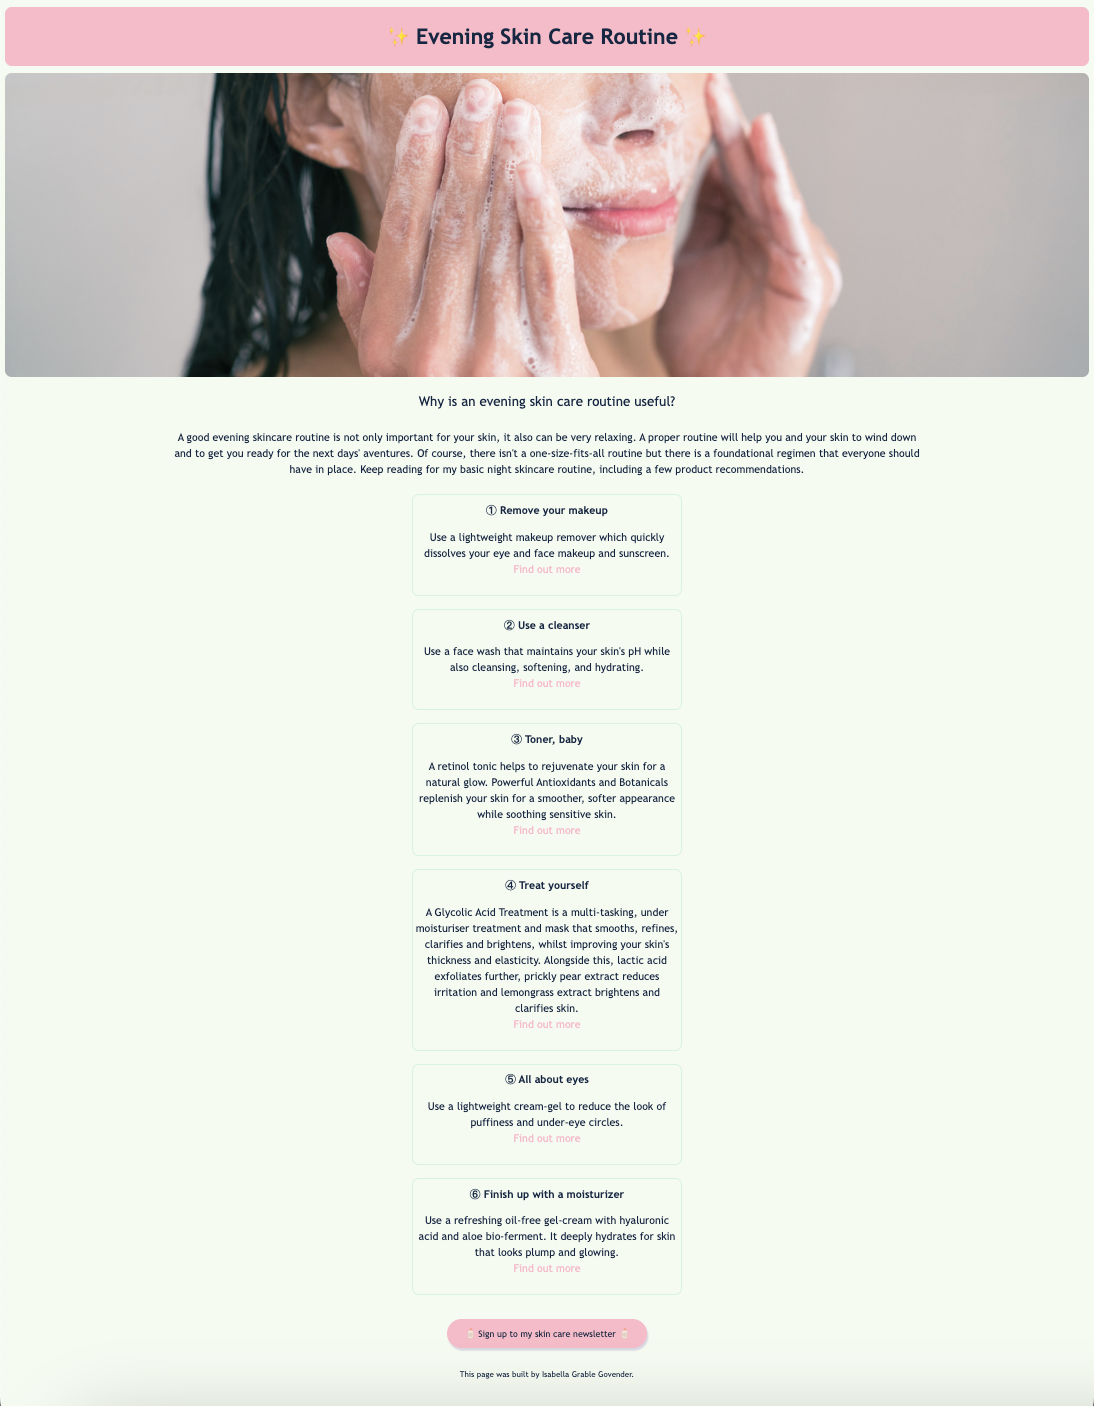 ✨ Evening Skin Care Routine ✨
Why is an evening skin care routine useful?
A good evening skincare routine is not only important for your skin, it also can be very relaxing. A proper routine will help you and your skin to wind down
and to get you ready for the next days' aventures. Of course, there isn't a one-size-fits-all routine but there is a foundational regimen that everyone should
have in place. Keep reading for my basic night skincare routine, including a few product recommendations.
① Remove your makeup
Use a lightweight makeup remover which quickly
dissolves your eye and face makeup and sunscreen.
Find out more
② Use a cleanser
Use a face wash that maintains your skin's pH while
also cleansing, softening, and hydrating.
Find out more
③ Toner, baby
A retinol tonic helps to rejuvenate your skin for a
natural glow. Powerful Antioxidants and Botanicals
replenish your skin for a smoother, softer appearance
while soothing sensitive skin.
Find out more
④ Treat yourself
A Glycolic Acid Treatment is a multi-tasking, under
moisturiser treatment and mask that smooths, refines,
clarifies and brightens, whilst improving your skin's
thickness and elasticity. Alongside this, lactic acid
exfoliates further, prickly pear extract reduces
irritation and lemongrass extract brightens and
clarifies skin.
Find out more
⑤ All about eyes
Use a lightweight cream-gel to reduce the look of
puffiness and under-eye circles.
Find out more
⑥ Finish up with a moisturizer
Use a refreshing oil-free gel-cream with hyaluronic
acid and aloe bio-ferment. It deeply hydrates for skin
that looks plump and glowing.
Find out more
Sign up to my skin care newsletter
This page was built by Isabella Grable Govender.